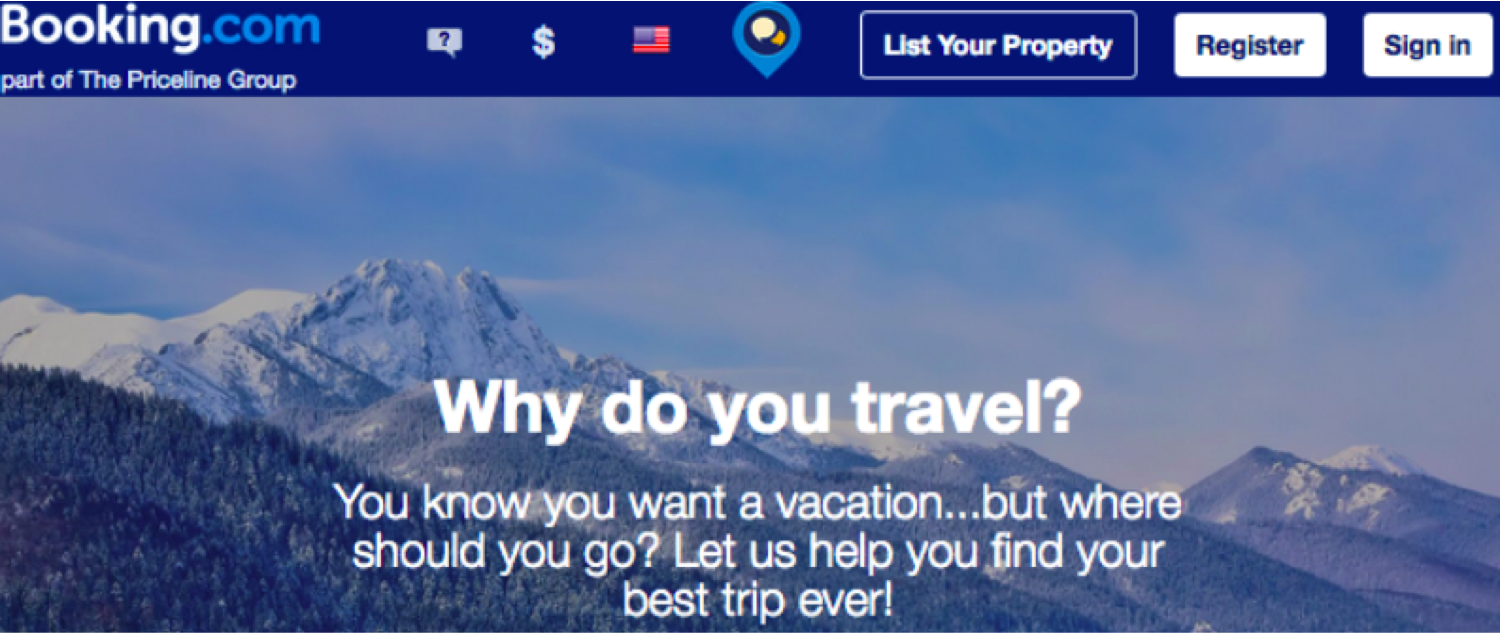 Booking.com
part of The Priceline Group
?
$
List Your Property
Register
Sign in
Why do you travel?
You know you want a vacation...but where
should you go? Let us help you find your
best trip ever!